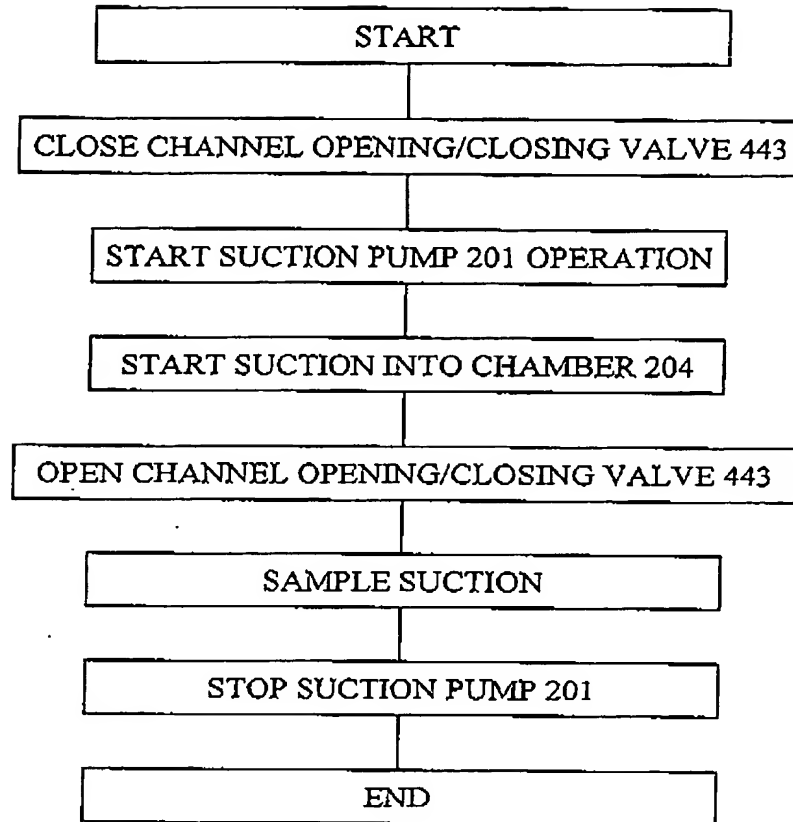 START
CLOSE CHANNEL OPENING/CLOSING VALVE 443
START SUCTION PUMP 201 OPERATION
START SUCTION INTO CHAMBER 204
OPEN CHANNEL OPENING/CLOSING VALVE 443
SAMPLE SUCTION
STOP SUCTION PUMP 201
END